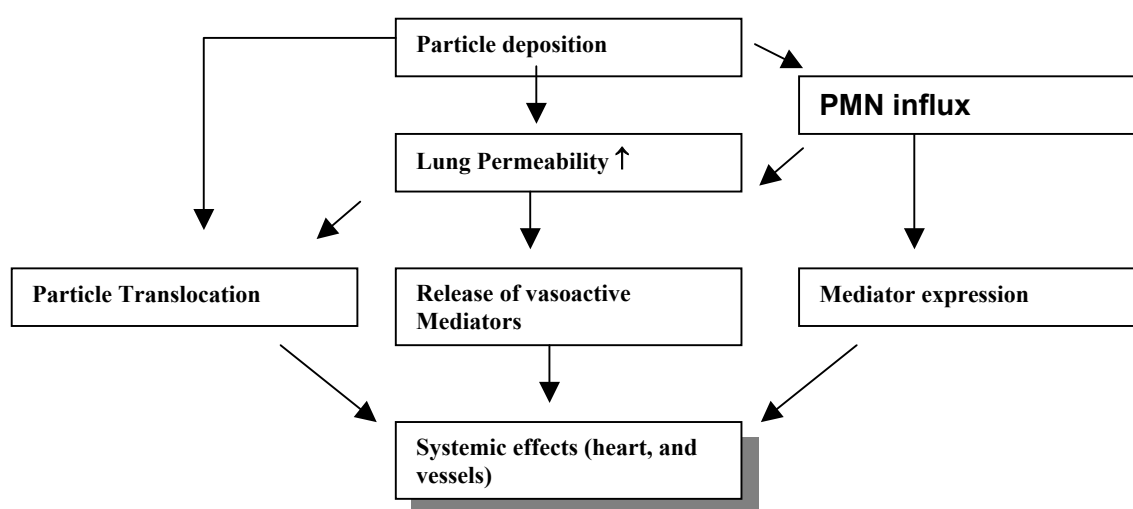 Particle deposition
PMN influx
Lung Permeability ↑
Particle Translocation
Release of vasoactive
Mediators
Mediator expression
Systemic effects (heart, and
vessels)